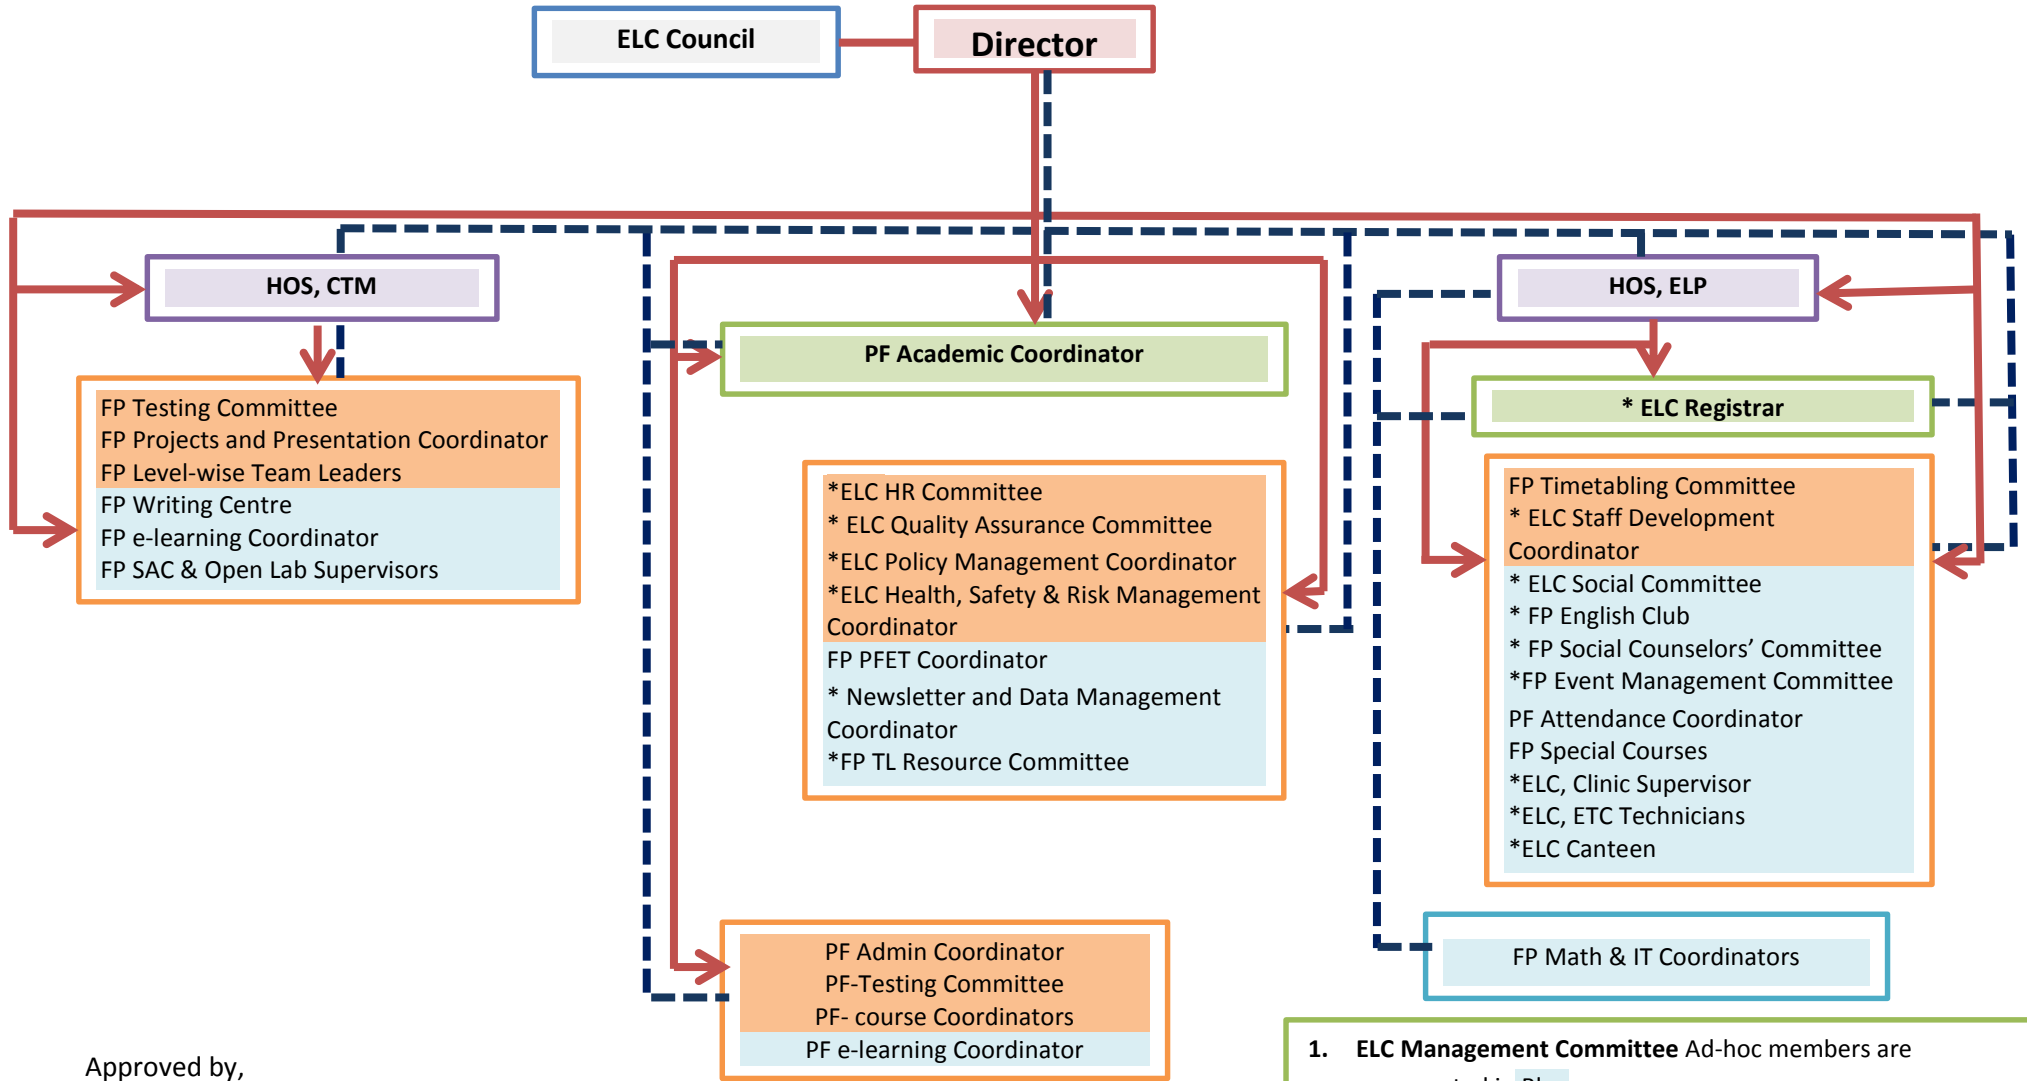 ELC Council
Director
HOS, CTM
HOS, ELP
PF Academic Coordinator
* ELC Registrar
FP Testing Committee
FP Projects and Presentation Coordinator
FP Level-wise Team Leaders
FP Writing Centre
FP e-learning Coordinator
FP SAC & Open Lab Supervisors
*ELC HR Committee
* ELC Quality Assurance Committee
*ELC Policy Management Coordinator
*ELC Health, Safety & Risk Management
Coordinator
FP PFET Coordinator
* Newsletter and Data Management
Coordinator
*FP TL Resource Committee
FP Timetabling Committee
* ELC Staff Development
Coordinator
* ELC Social Committee
* FP English Club
* FP Social Counselors’ Committee
*FP Event Management Committee
PF Attendance Coordinator
FP Special Courses
*ELC, Clinic Supervisor
*ELC, ETC Technicians
*ELC Canteen
PF Admin Coordinator
PF-Testing Committee
PF- course Coordinators
PF e-learning Coordinator
FP Math & IT Coordinators
Approved by,
1. ELC Management Committee Ad-hoc members are